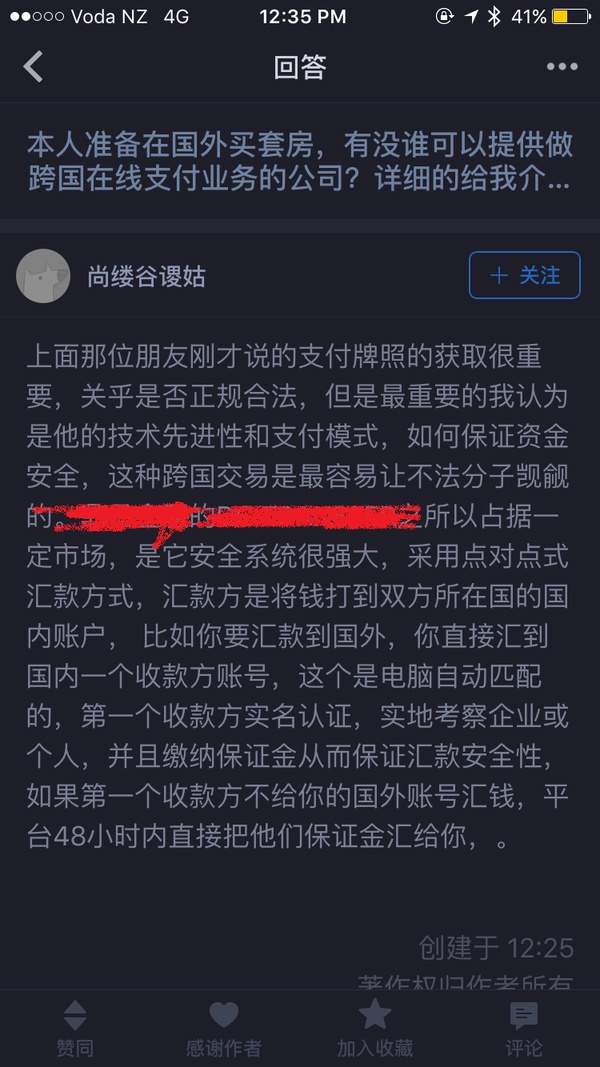 Voda NZ 4G 12:35 PM 41%
回答
本人准备在国外买套房，有没谁可以提供做
跨国在线支付业务的公司？详细的给我介...
尚缕谷谡姑
＋ 关注
上面那位朋友刚才说的支付牌照的获取很重
要，关乎是否正规合法，但是最重要的我认为
是他的技术先进性和支付模式，如何保证资金
安全，这种跨国交易是最容易让不法分子觊觎
的。 的 所以占据一
定市场，是它安全系统很强大，采用点对点式
汇款方式，汇款方是将钱打到双方所在国的国
内账户， 比如你要汇款到国外，你直接汇到
国内一个收款方账号，这个是电脑自动匹配
的，第一个收款方实名认证，实地考察企业或
个人，并且缴纳保证金从而保证汇款安全性，
如果第一个收款方不给你的国外账号汇钱，平
台48小时内直接把他们保证金汇给你，。
创建于 12:25
著作权归作者所有
赞同 感谢作者 加入收藏 评论